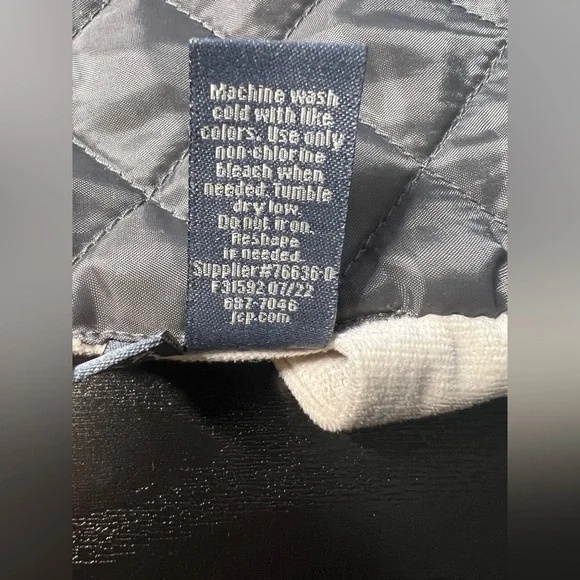 Machine wash
cold with like
colors. Use only
non-chlorine
bleach when
needed. Tumble
dry low.
Do not iron.
Reshape
if needed.
Supplier#76636-0
F31592 07/22
687-7046
jcp.com